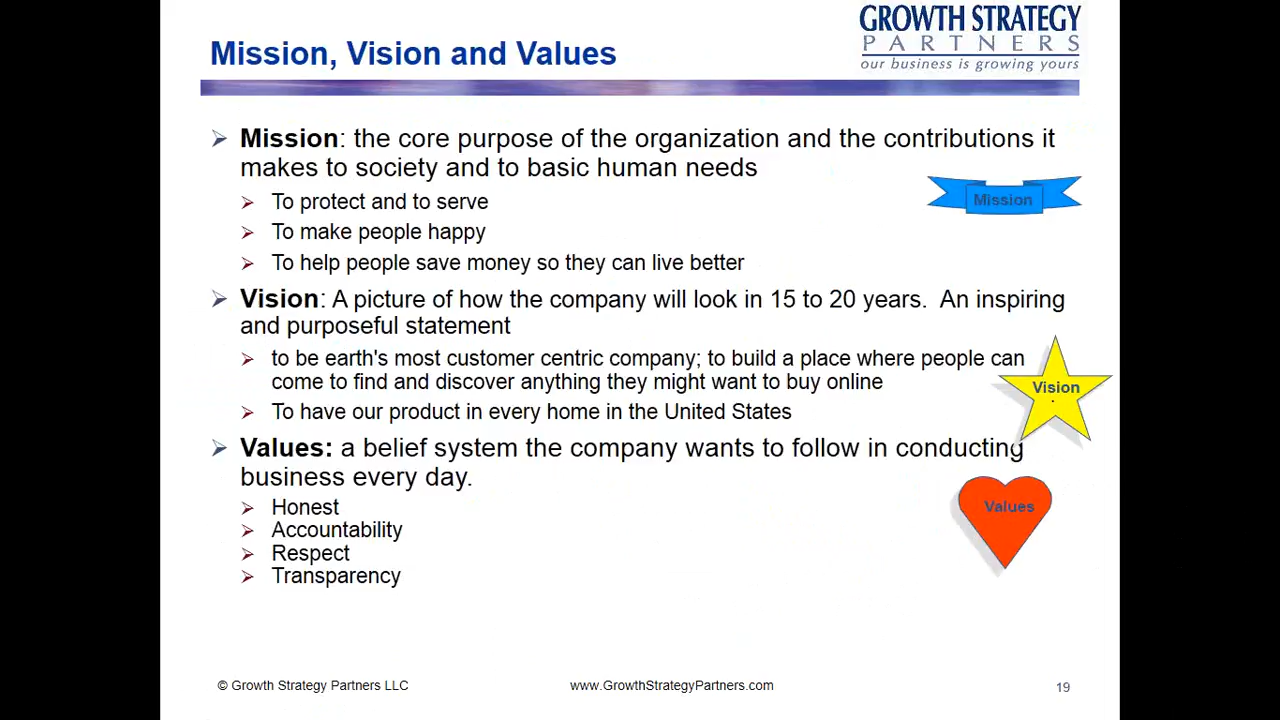 Mission, Vision and Values
GROWTH STRATEGY
PARTNERS
our business is growing yours
Mission: the core purpose of the organization and the contributions it
makes to society and to basic human needs
Mission
To protect and to serve
To make people happy
To help people save money so they can live better
Vision: A picture of how the company will look in 15 to 20 years. An inspiring
and purposeful statement
to be earth's most customer centric company; to build a place where people can
come to find and discover anything they might want to buy online
Vision
To have our product in every home in the United States
Values: a belief system the company wants to follow in conducting
business every day.
Values
Honest
Accountability
Respect
Transparency
© Growth Strategy Partners LLC
www.GrowthStrategyPartners.com
19